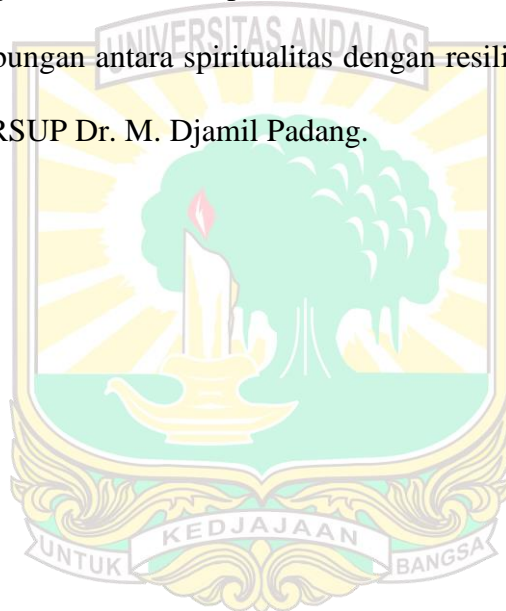 UNIVERSITAS ANDALAS
bungan antara spiritualitas dengan resili
RSUP Dr. M. Djamil Padang.
UNTUK KEDJAJAAN BANGSA